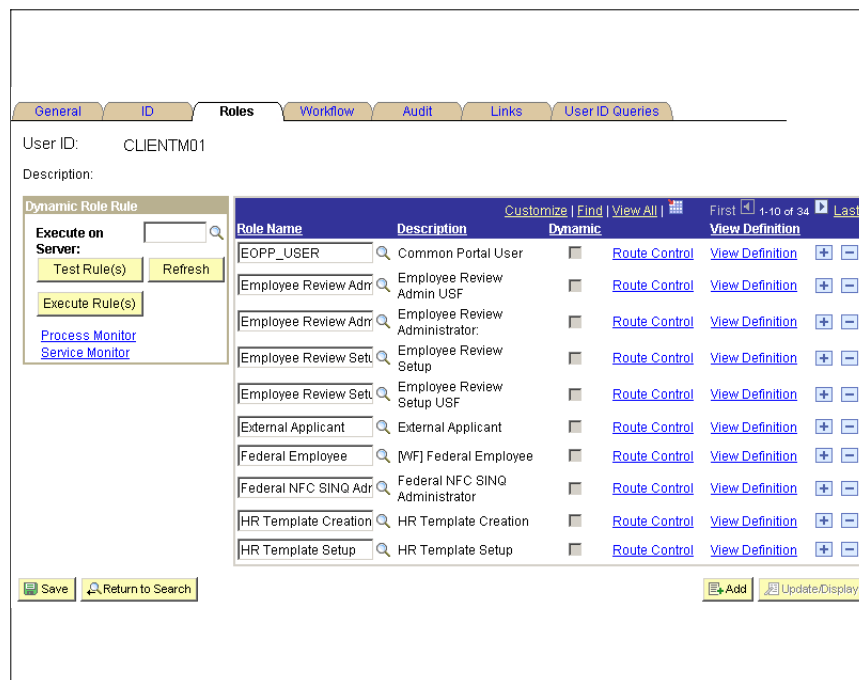 General ID Roles Workflow Audit Links User ID Queries
User ID: CLIENTM01
Description:
Dynamic Role Rule
Execute on
Server:
Test Rule(s) Refresh
Execute Rule(s)
Process Monitor
Service Monitor
Customize | Find | View All | First 1-10 of 34 Last
Role Name Description Dynamic View Definition
EOPP_USER Common Portal User Route Control View Definition
Employee Review Adm Employee Review Admin USF Route Control View Definition
Employee Review Adm Employee Review Administrator: Route Control View Definition
Employee Review Setu Employee Review Setup Route Control View Definition
Employee Review Setu Employee Review Setup USF Route Control View Definition
External Applicant External Applicant Route Control View Definition
Federal Employee [WF] Federal Employee Route Control View Definition
Federal NFC SINQ Adr Federal NFC SINQ Administrator Route Control View Definition
HR Template Creation HR Template Creation Route Control View Definition
HR Template Setup HR Template Setup Route Control View Definition
Save Return to Search Add Update/Display